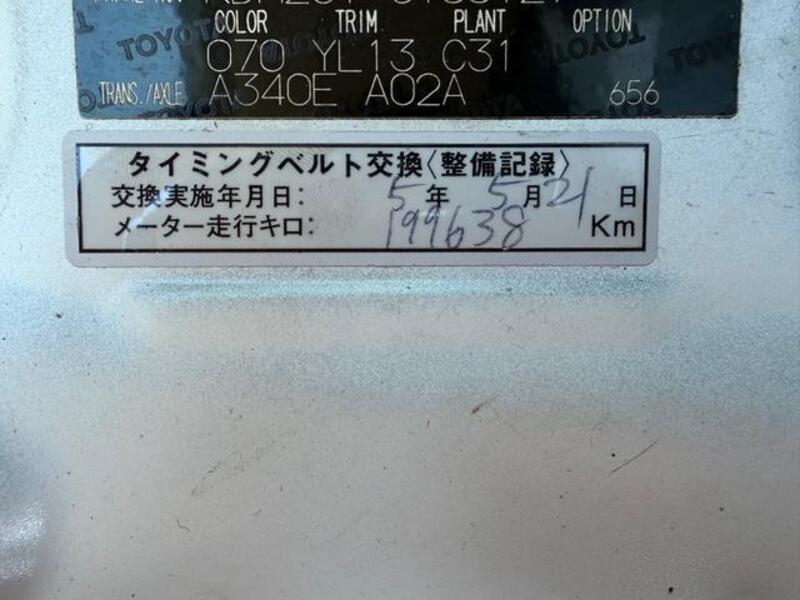 COLOR TRIM PLANT OPTION
070 YL13 C31
TRANS./AXLE A340E A02A 656
タイミングベルト交換〈整備記録〉
交換実施年月日: 5年 5月21日
メーター走行キロ: 199638 Km